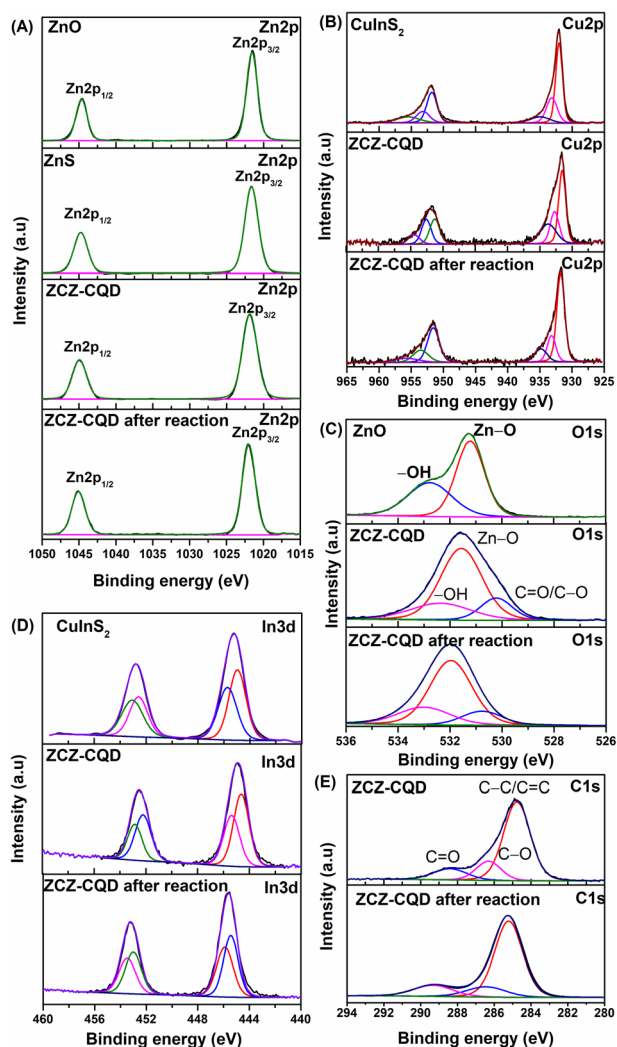 (A)
ZnO
Zn2p
Zn2p3/2
Zn2p1/2
ZnS
Zn2p
Zn2p3/2
Zn2p1/2
ZCZ-CQD
Zn2p
Zn2p3/2
Zn2p1/2
ZCZ-CQD after reaction
Zn2p
Zn2p3/2
Zn2p1/2
Intensity (a.u)
1050 1045 1040 1035 1030 1025 1020 1015
Binding energy (eV)
(B)
CuInS2
Cu2p
ZCZ-CQD
Cu2p
ZCZ-CQD after reaction
Cu2p
Intensity (a.u)
965 960 955 950 945 940 935 930 925
Binding energy (eV)
(C)
ZnO
Zn–O
O1s
–OH
ZCZ-CQD
Zn–O
O1s
–OH
C=O/C–O
ZCZ-CQD after reaction
O1s
Intensity (a.u)
536 534 532 530 528 526
Binding energy (eV)
(D)
CuInS2
In3d
ZCZ-CQD
In3d
ZCZ-CQD after reaction
In3d
Intensity (a.u)
460 456 452 448 444 440
Binding energy (eV)
(E)
ZCZ-CQD
C–C/C=C
C1s
C=O
C–O
ZCZ-CQD after reaction
C1s
Intensity (a.u)
294 292 290 288 286 284 282 280
Binding energy (eV)